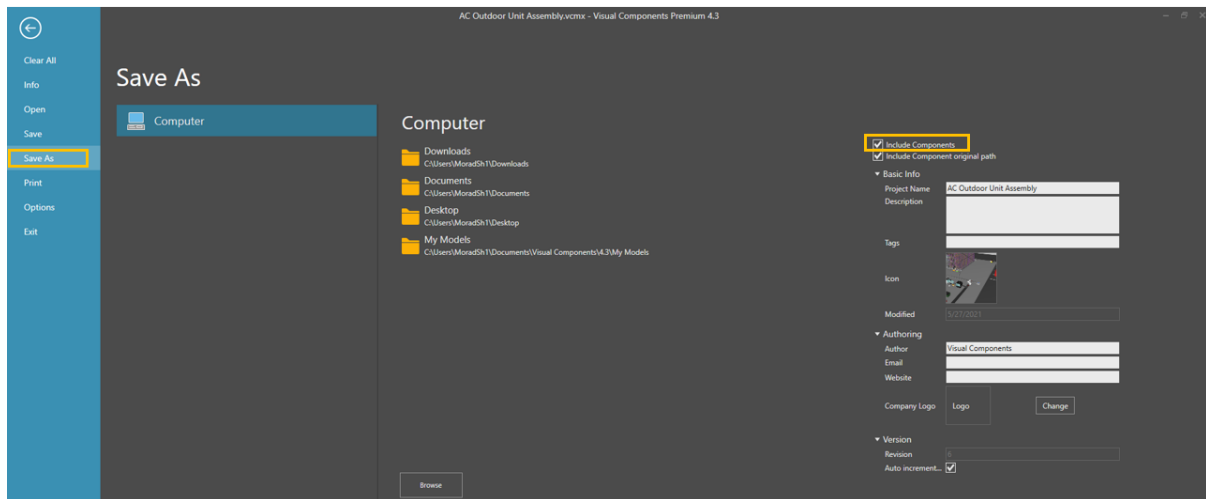 AC Outdoor Unit Assembly.vcmx - Visual Components Premium 4.3
Clear All
Info
Open
Save
Save As
Print
Options
Exit
Save As
Computer
Computer
Downloads
C:\Users\MoradSh1\Downloads
Documents
C:\Users\MoradSh1\Documents
Desktop
C:\Users\MoradSh1\Desktop
My Models
C:\Users\MoradSh1\Documents\Visual Components\4.3\My Models
Browse
Include Components
Include Component original path
Basic Info
Project Name AC Outdoor Unit Assembly
Description
Tags
Icon
Modified 5/27/2021
Authoring
Author Visual Components
Email
Website
Company Logo Logo Change
Version
Revision
Auto increment...